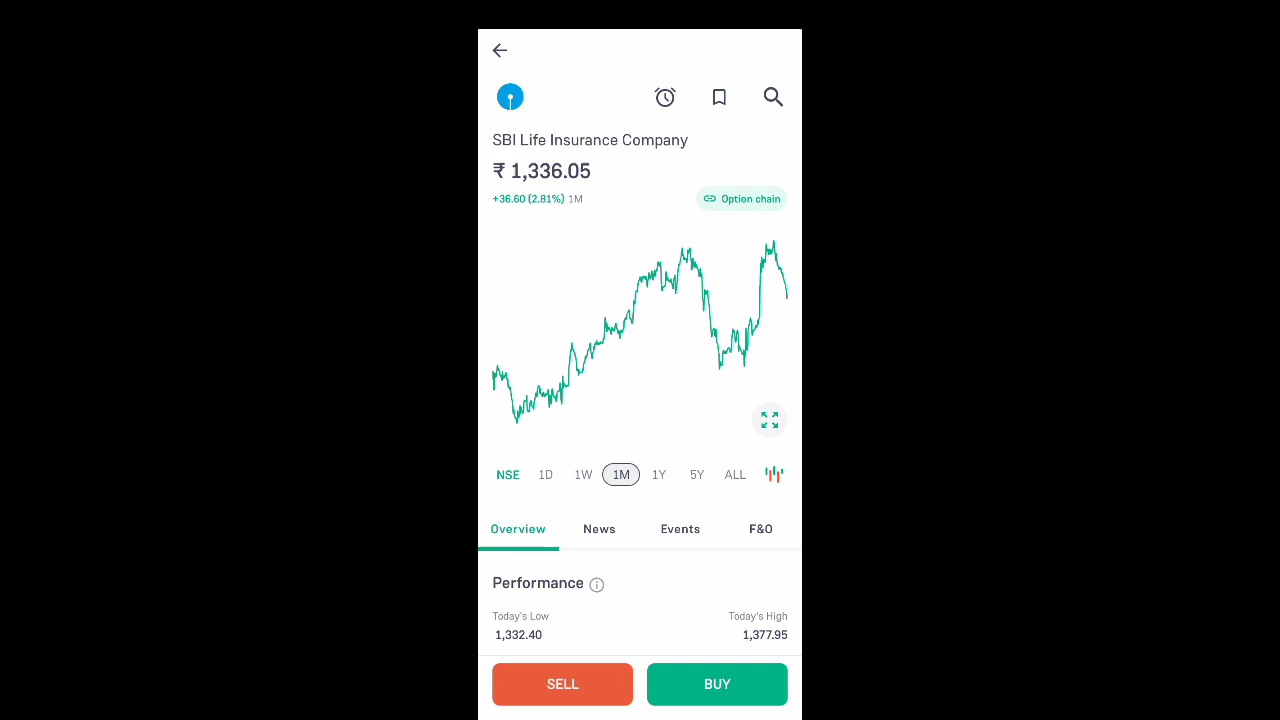 SBI Life Insurance Company
₹ 1,336.05
+36.60 (2.81%) 1M
Option chain
NSE 1D 1W 1M 1Y 5Y ALL
Overview News Events F&O
Performance
Today's Low Today's High
1,332.40 1,377.95
SELL BUY